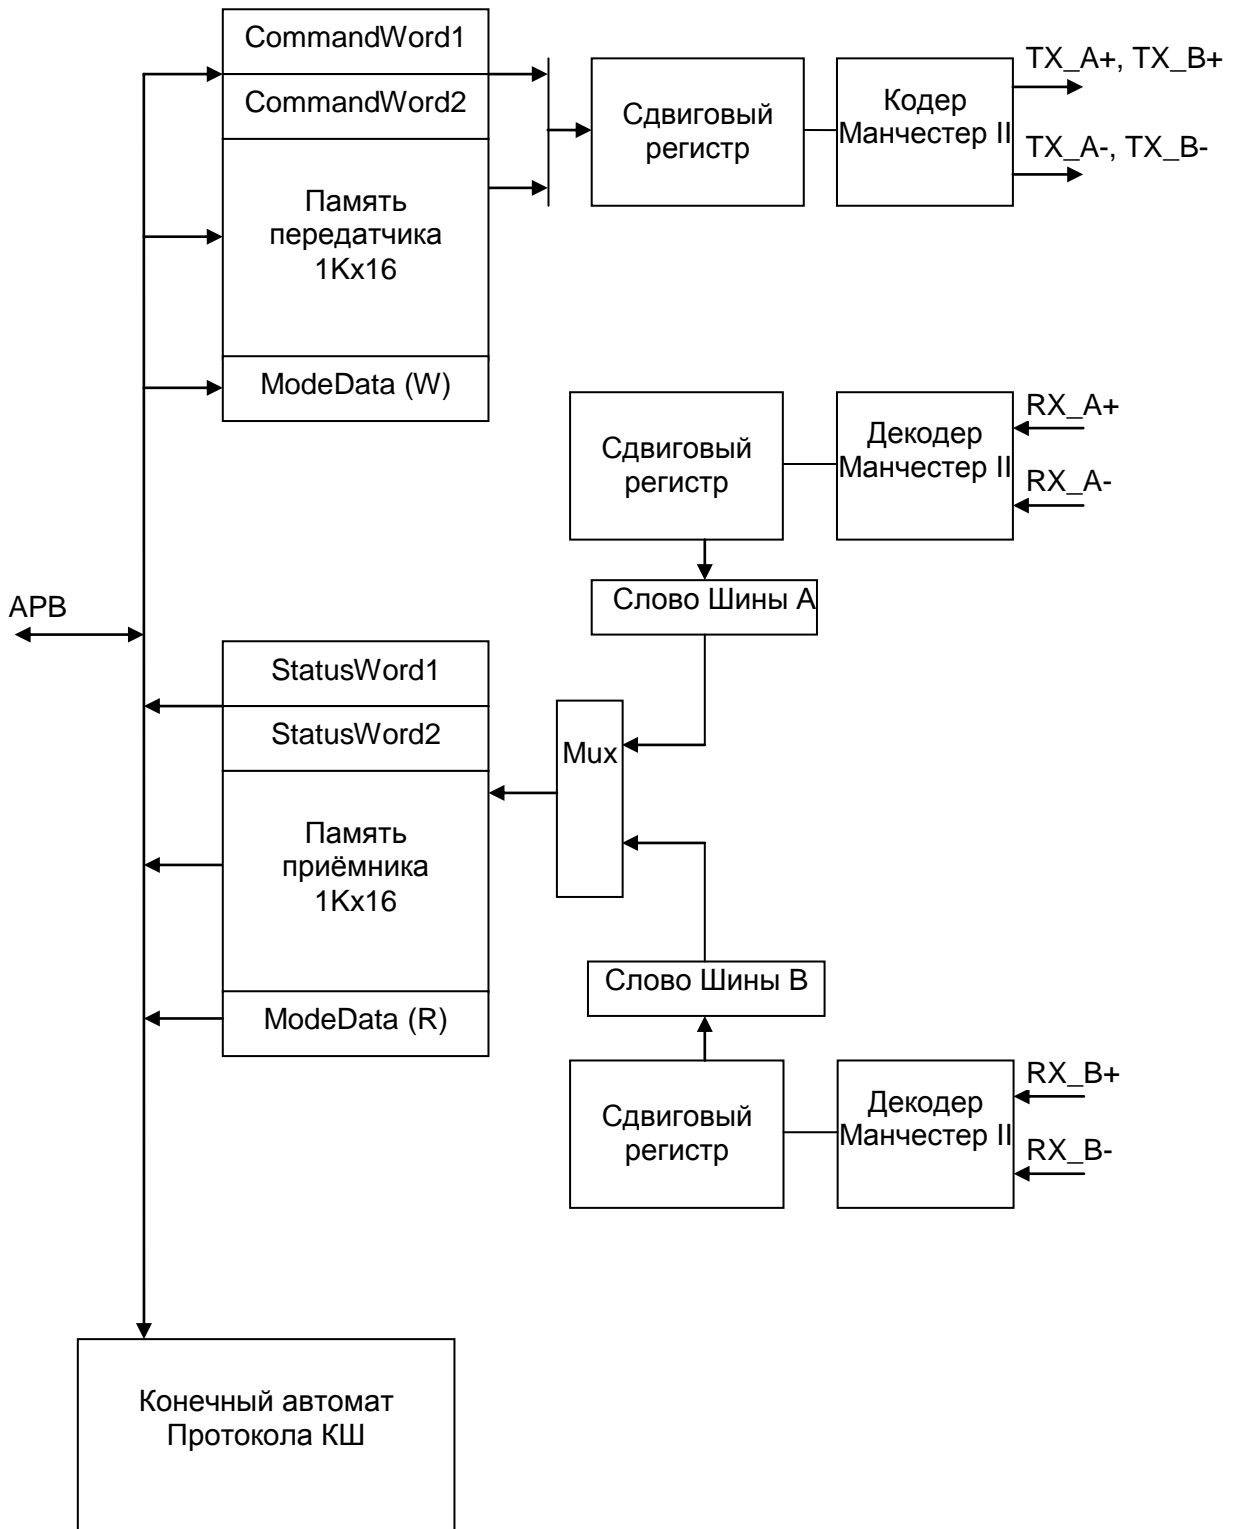 CommandWord1
CommandWord2
Память
передатчика
1Kx16
ModeData (W)
Сдвиговый
регистр
Кодер
Манчестер II
TX_A+, TX_B+
TX_A-, TX_B-
Сдвиговый
регистр
Декодер
Манчестер II
RX_A+
RX_A-
Слово Шины А
APB
StatusWord1
StatusWord2
Память
приёмника
1Kx16
ModeData (R)
Mux
Слово Шины В
Сдвиговый
регистр
Декодер
Манчестер II
RX_B+
RX_B-
Конечный автомат
Протокола КШ